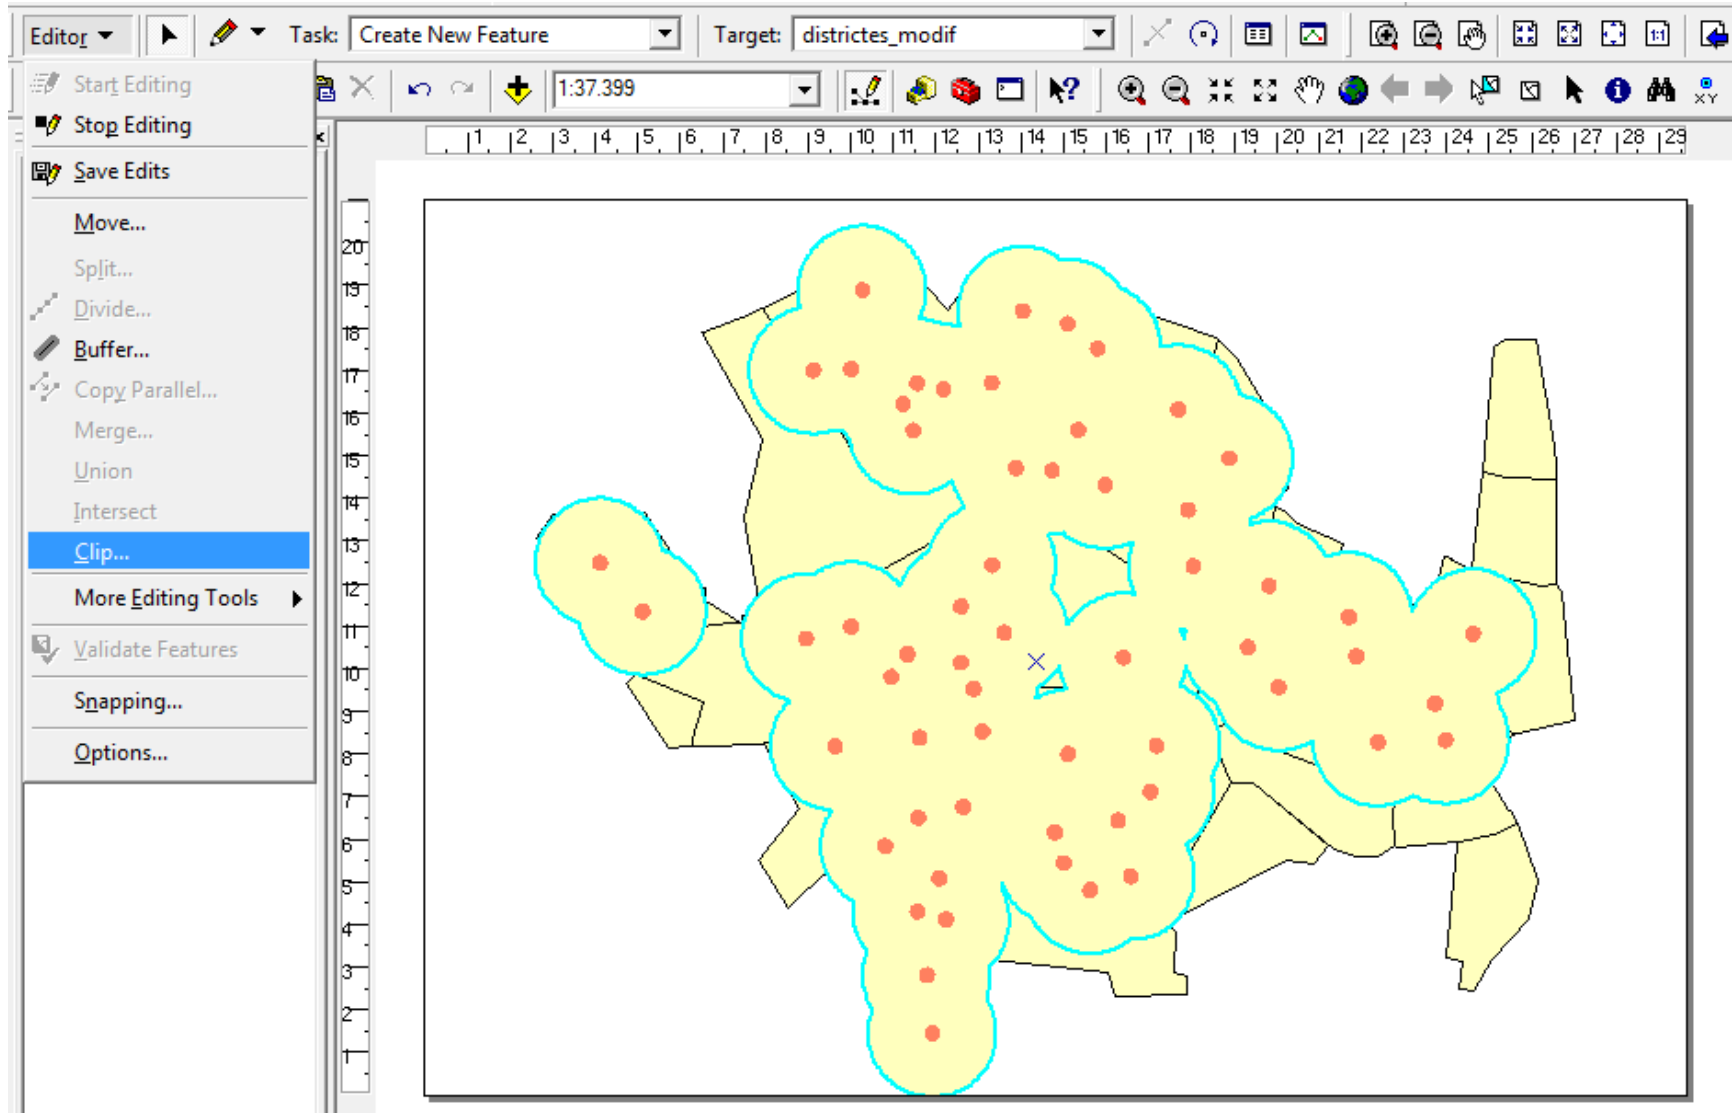 Editor Task: Create New Feature Target: districtes_modif 1:1
Start Editing 1:37.399 XY
Stop Editing
Save Edits
Move...
Split...
Divide...
Buffer...
Copy Parallel...
Merge...
Union
Intersect
Clip...
More Editing Tools
Validate Features
Snapping...
Options...
1 2 3 4 5 6 7 8 9 10 11 12 13 14 15 16 17 18 19 20 21 22 23 24 25 26 27 28 29
20
19
18
17
16
15
14
13
12
11
10
9
8
7
6
5
4
3
2
1